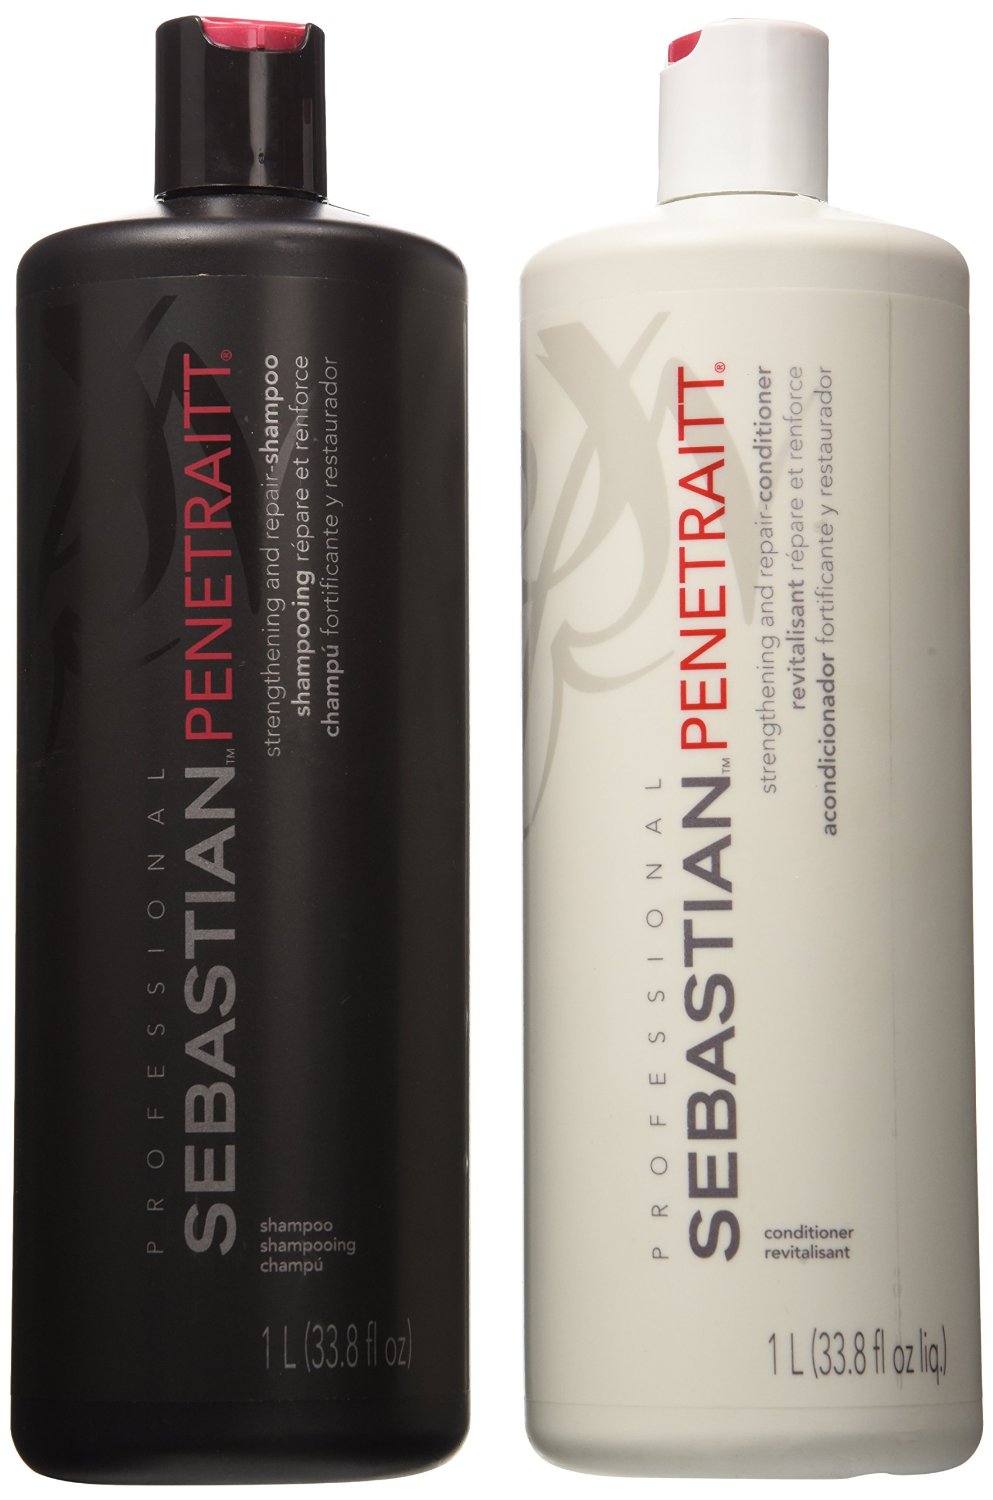 PROFESSIONAL
SEBASTIAN™ PENETRAITT®
strengthening and repair-shampoo
shampooing répare et renforce
champú fortificante y restaurador
shampoo
shampooing
champú
1 L (33.8 fl oz)
PROFESSIONAL
SEBASTIAN™ PENETRAITT®
strengthening and repair-conditioner
revitalisant répare et renforce
acondicionador fortificante y restaurador
conditioner
revitalisant
1 L (33.8 fl oz liq.)